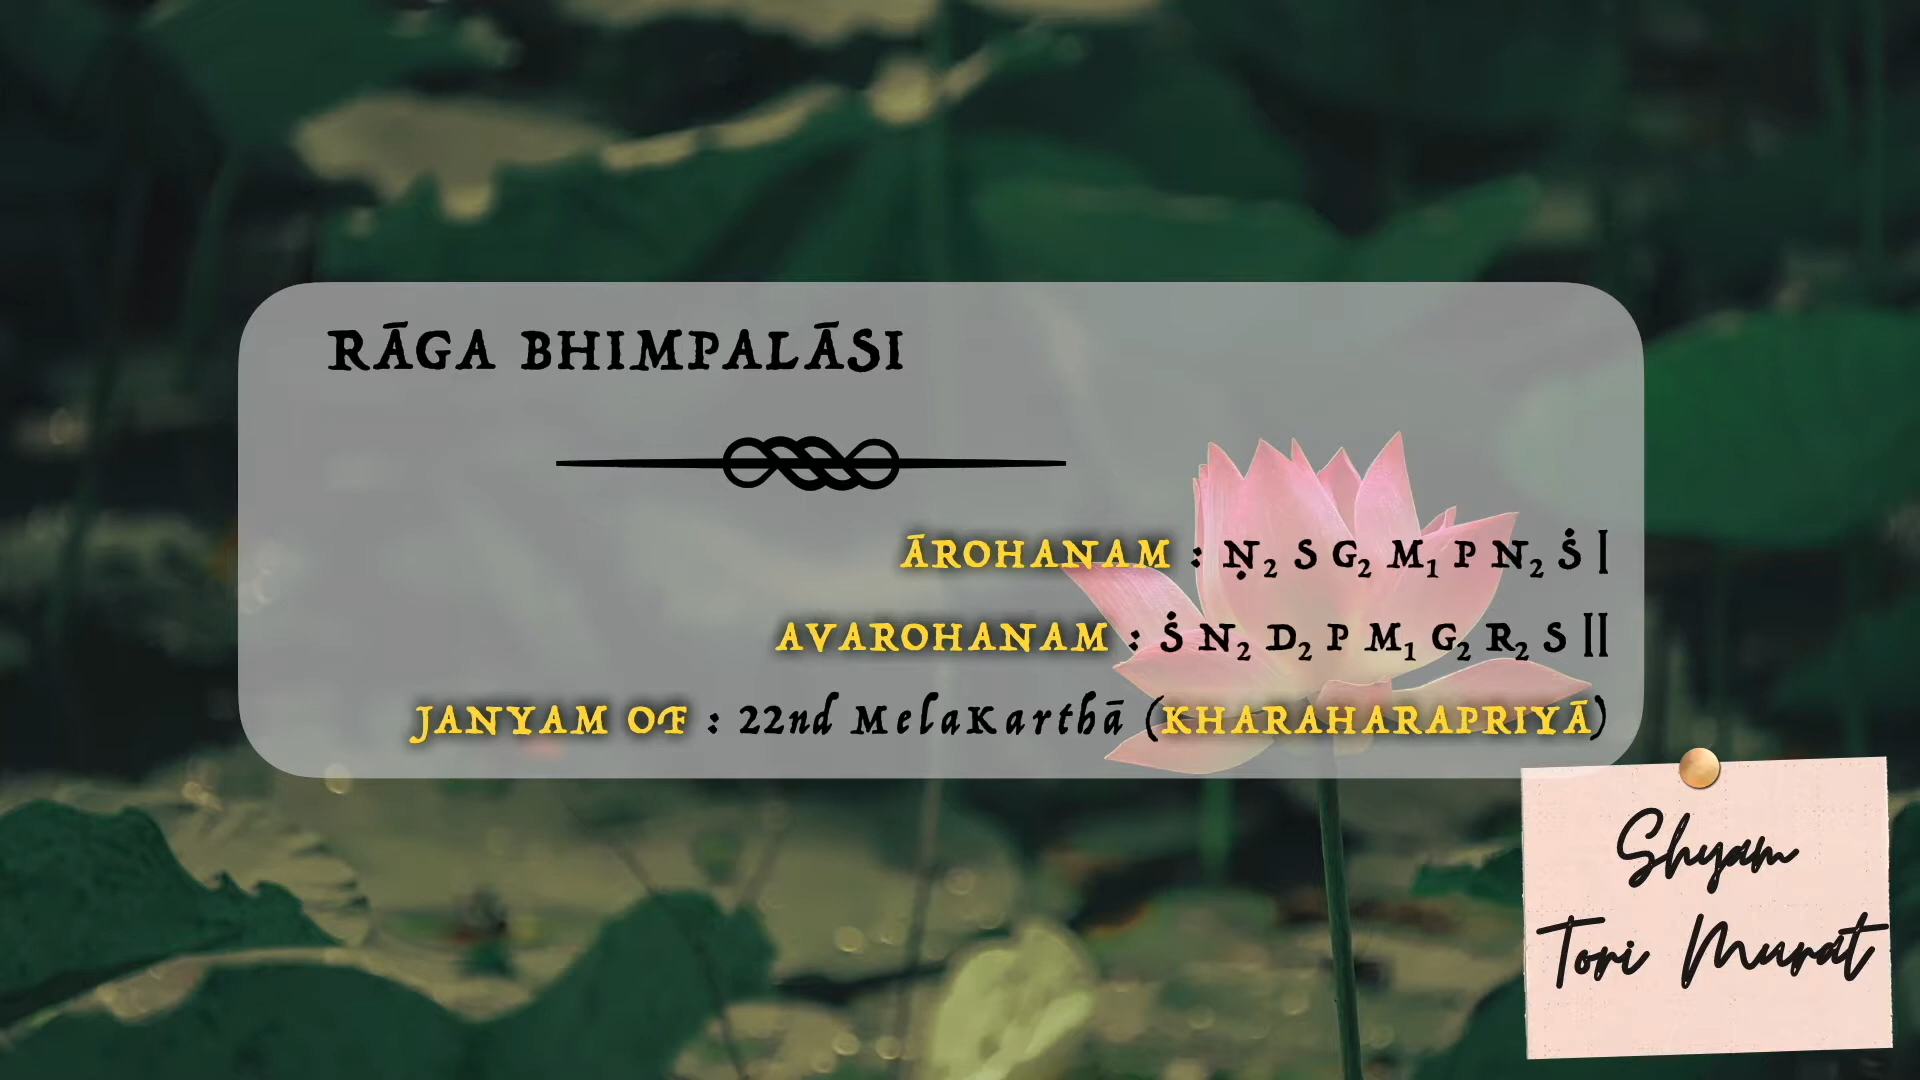 RĀGA BHIMPALĀSI
ĀROHANAM : Ṇ₂ S G₂ M₁ P N₂ Ṡ |
AVAROHANAM : Ṡ N₂ D₂ P M₁ G₂ R₂ S ||
JANYAM OF : 22nd MelaKarthā (KHARAHARAPRIYĀ)
Shyam
Tori Murat